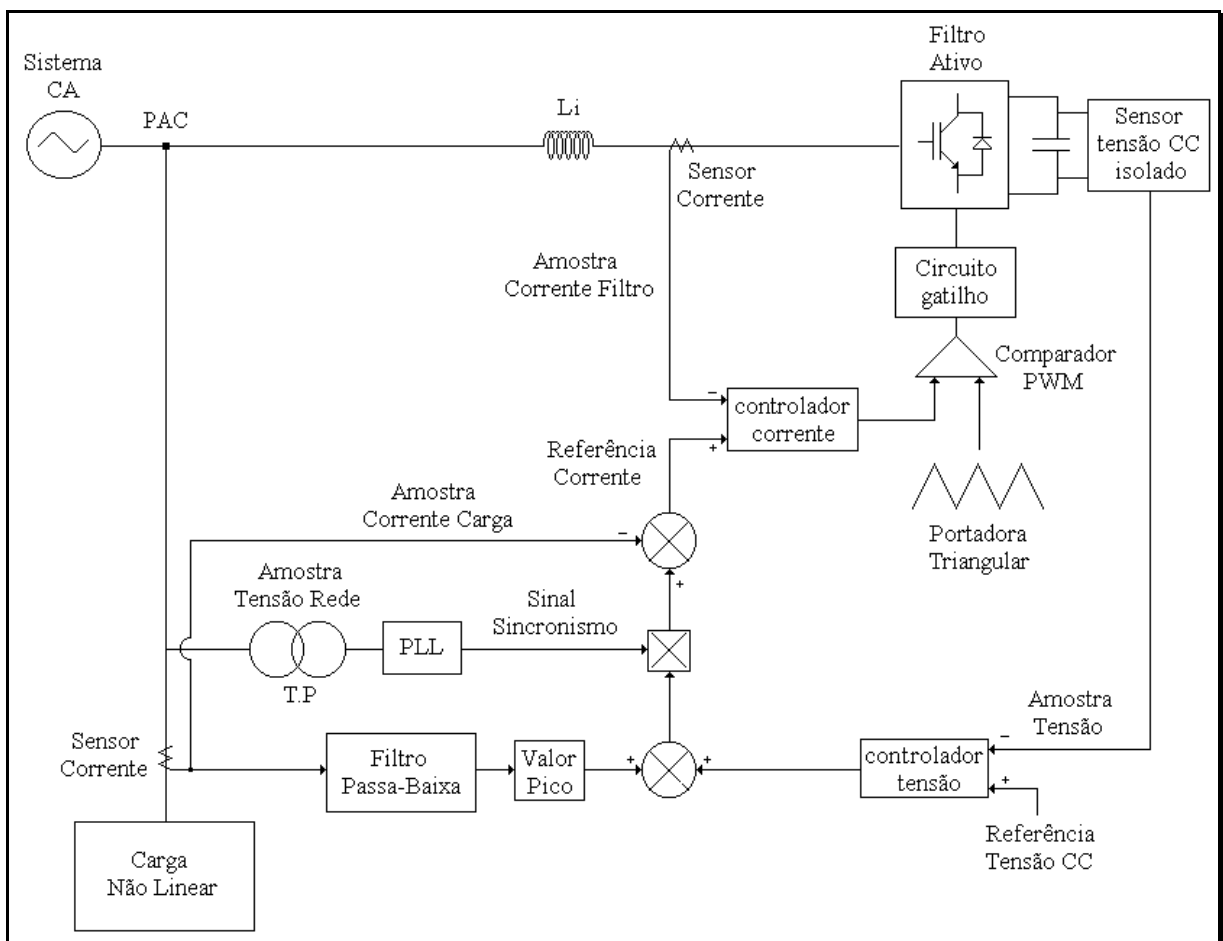 Filtro
Ativo
Sistema
CA
PAC
Li
Sensor
tensão CC
isolado
Sensor
Corrente
Amostra
Corrente Filtro
Circuito
gatilho
Comparador
PWM
−
controlador
corrente
+
Referência
Corrente
Amostra
Corrente Carga
−
Portadora
Triangular
Amostra
Tensão Rede
+
Sinal
Sincronismo
PLL
T.P
Amostra
Tensão
Sensor
Corrente
Filtro
Passa-Baixa
Valor
Pico
+
+
controlador
tensão
−
+
Referência
Tensão CC
Carga
Não Linear